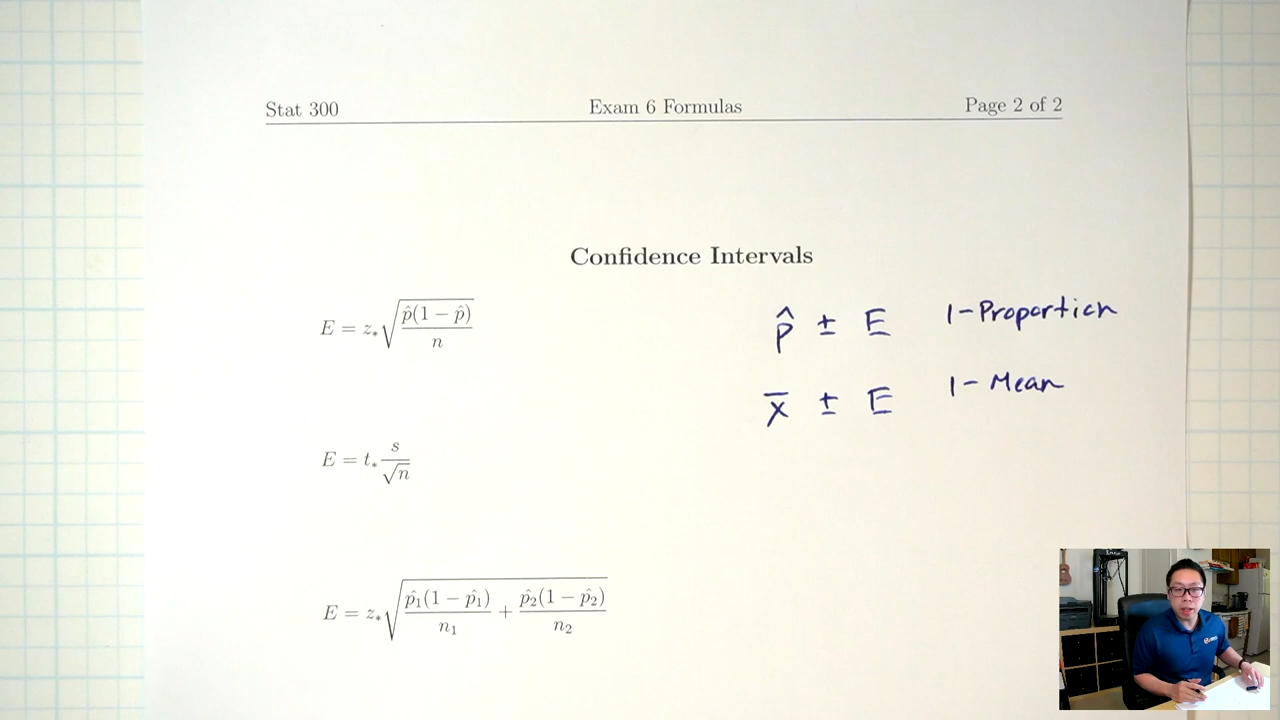 Stat 300 Exam 6 Formulas Page 2 of 2
Confidence Intervals
E = z_* √(p̂(1 − p̂)/n)
p̂ ± E 1-Proportion
x̄ ± E 1-Mean
E = t_* s/√n
E = z_* √(p̂₁(1 − p̂₁)/n₁ + p̂₂(1 − p̂₂)/n₂)